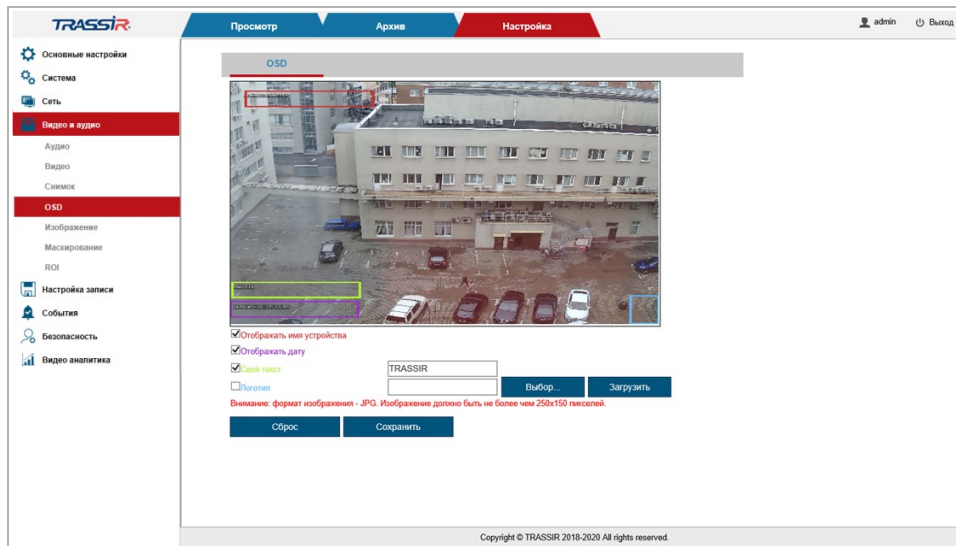 TRASSIR
Просмотр
Архив
Настройка
admin
Выход
Основные настройки
Система
Сеть
Видео и аудио
Аудио
Видео
Снимок
OSD
Изображение
Маскирование
ROI
Настройка записи
События
Безопасность
Видео аналитика
OSD
Отображать имя устройства
Отображать дату
Свой текст
TRASSIR
Логотип
Выбор...
Загрузить
Внимание: формат изображения - JPG. Изображение должно быть не более чем 250x150 пикселей.
Сброс
Сохранить
Copyright © TRASSIR 2018-2020 All rights reserved.